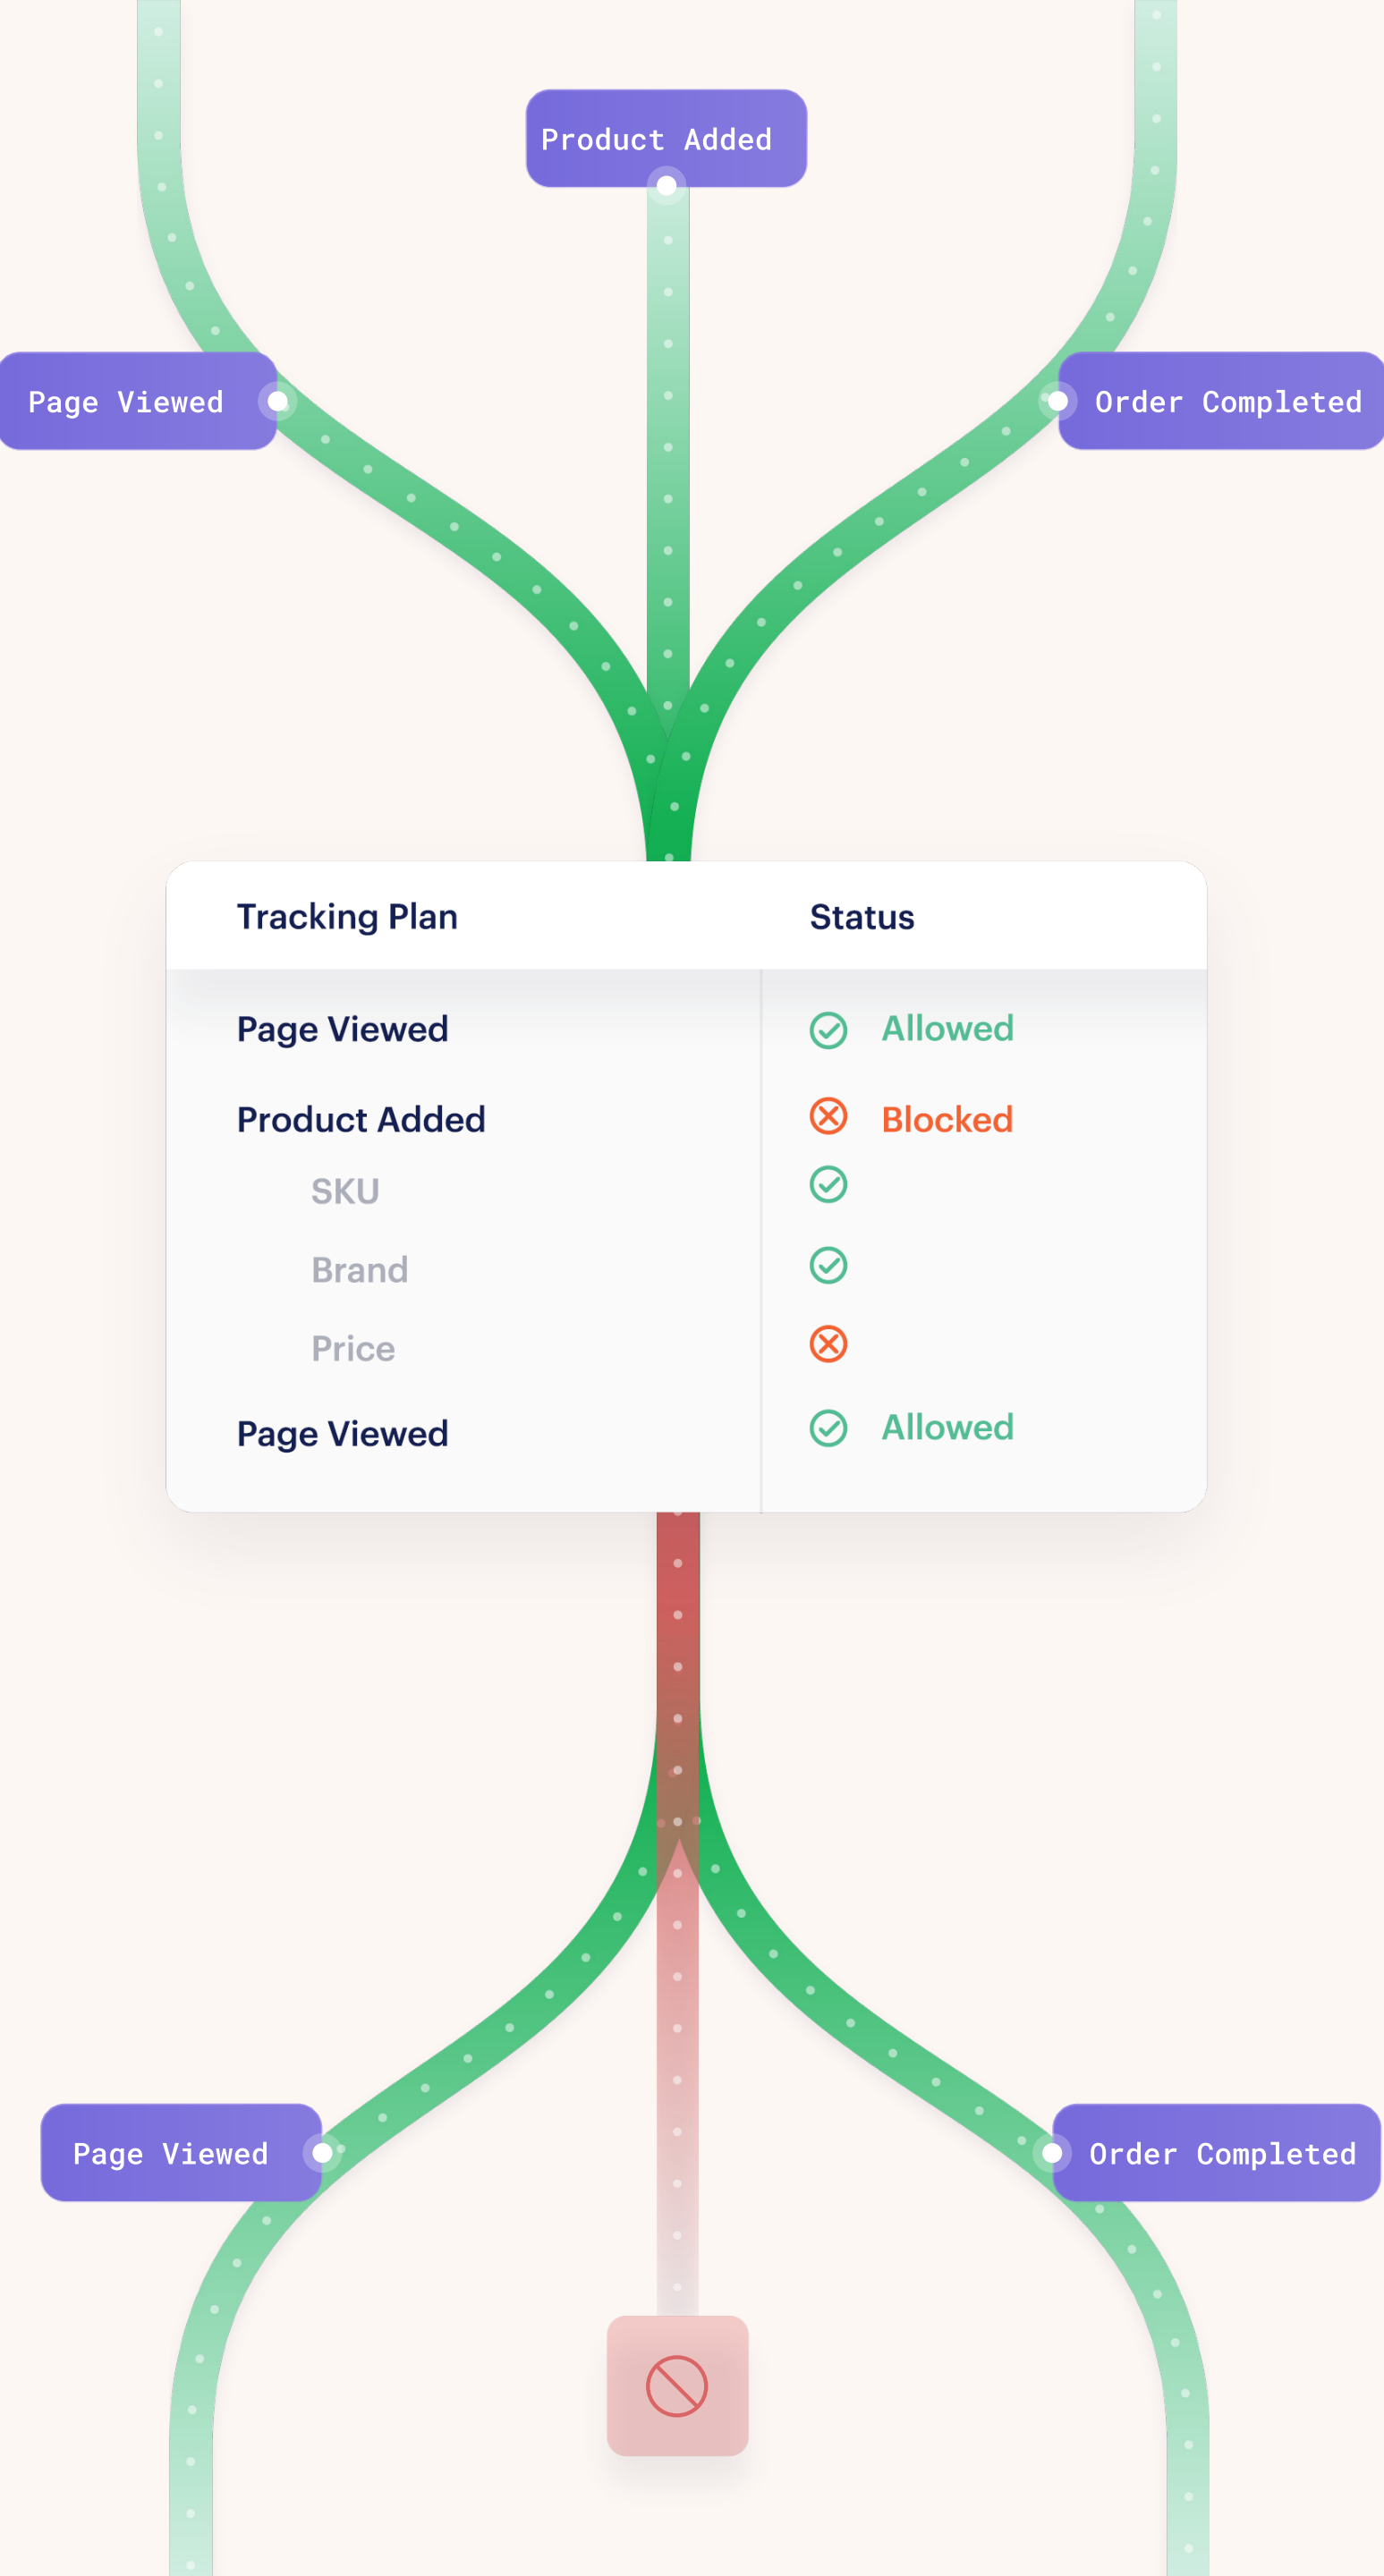 Product Added
Page Viewed
Order Completed
Tracking Plan
Status
Page Viewed
Allowed
Product Added
Blocked
SKU
Brand
Price
Page Viewed
Allowed
Page Viewed
Order Completed